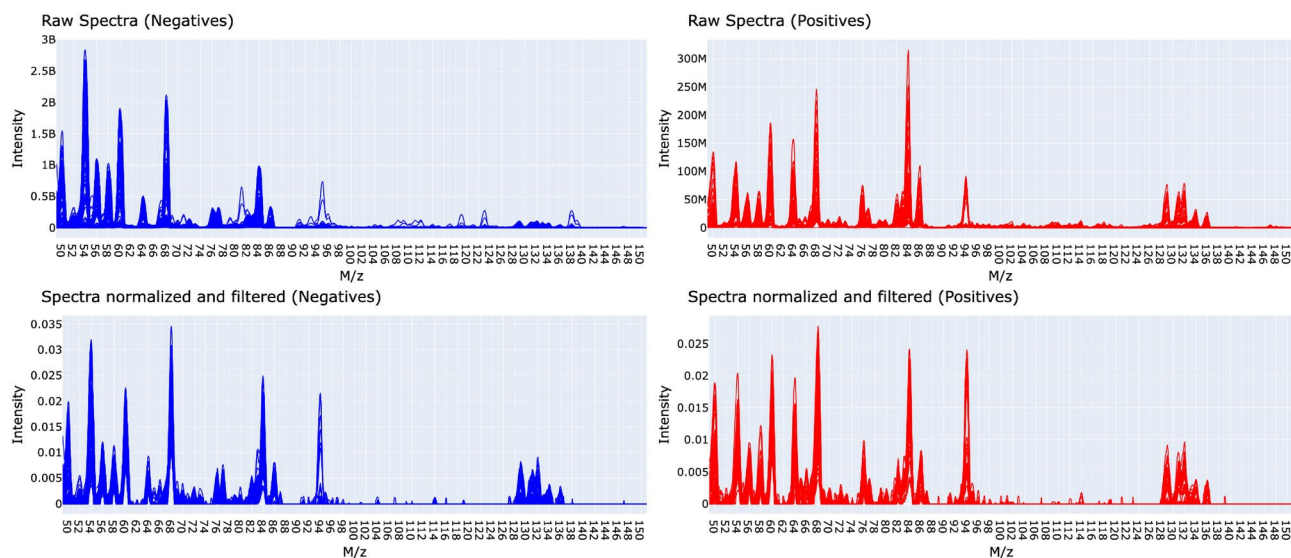 Raw Spectra (Negatives)
3B
2.5B
2B
1.5B
1B
0.5B
0
Intensity
50 52 54 56 58 60 62 64 66 68 70 72 74 76 78 80 82 84 86 88 90 92 94 96 98 100 102 104 106 108 110 112 114 116 118 120 122 124 126 128 130 132 134 136 138 140 142 144 146 148 150
M/z
Raw Spectra (Positives)
300M
250M
200M
150M
100M
50M
0
Intensity
50 52 54 56 58 60 62 64 66 68 70 72 74 76 78 80 82 84 86 88 90 92 94 96 98 100 102 104 106 108 110 112 114 116 118 120 122 124 126 128 130 132 134 136 138 140 142 144 146 148 150
M/z
Spectra normalized and filtered (Negatives)
0.035
0.03
0.025
0.02
0.015
0.01
0.005
0
Intensity
50 52 54 56 58 60 62 64 66 68 70 72 74 76 78 80 82 84 86 88 90 92 94 96 98 100 102 104 106 108 110 112 114 116 118 120 122 124 126 128 130 132 134 136 138 140 142 144 146 148 150
M/z
Spectra normalized and filtered (Positives)
0.025
0.02
0.015
0.01
0.005
0
Intensity
50 52 54 56 58 60 62 64 66 68 70 72 74 76 78 80 82 84 86 88 90 92 94 96 98 100 102 104 106 108 110 112 114 116 118 120 122 124 126 128 130 132 134 136 138 140 142 144 146 148 150
M/z